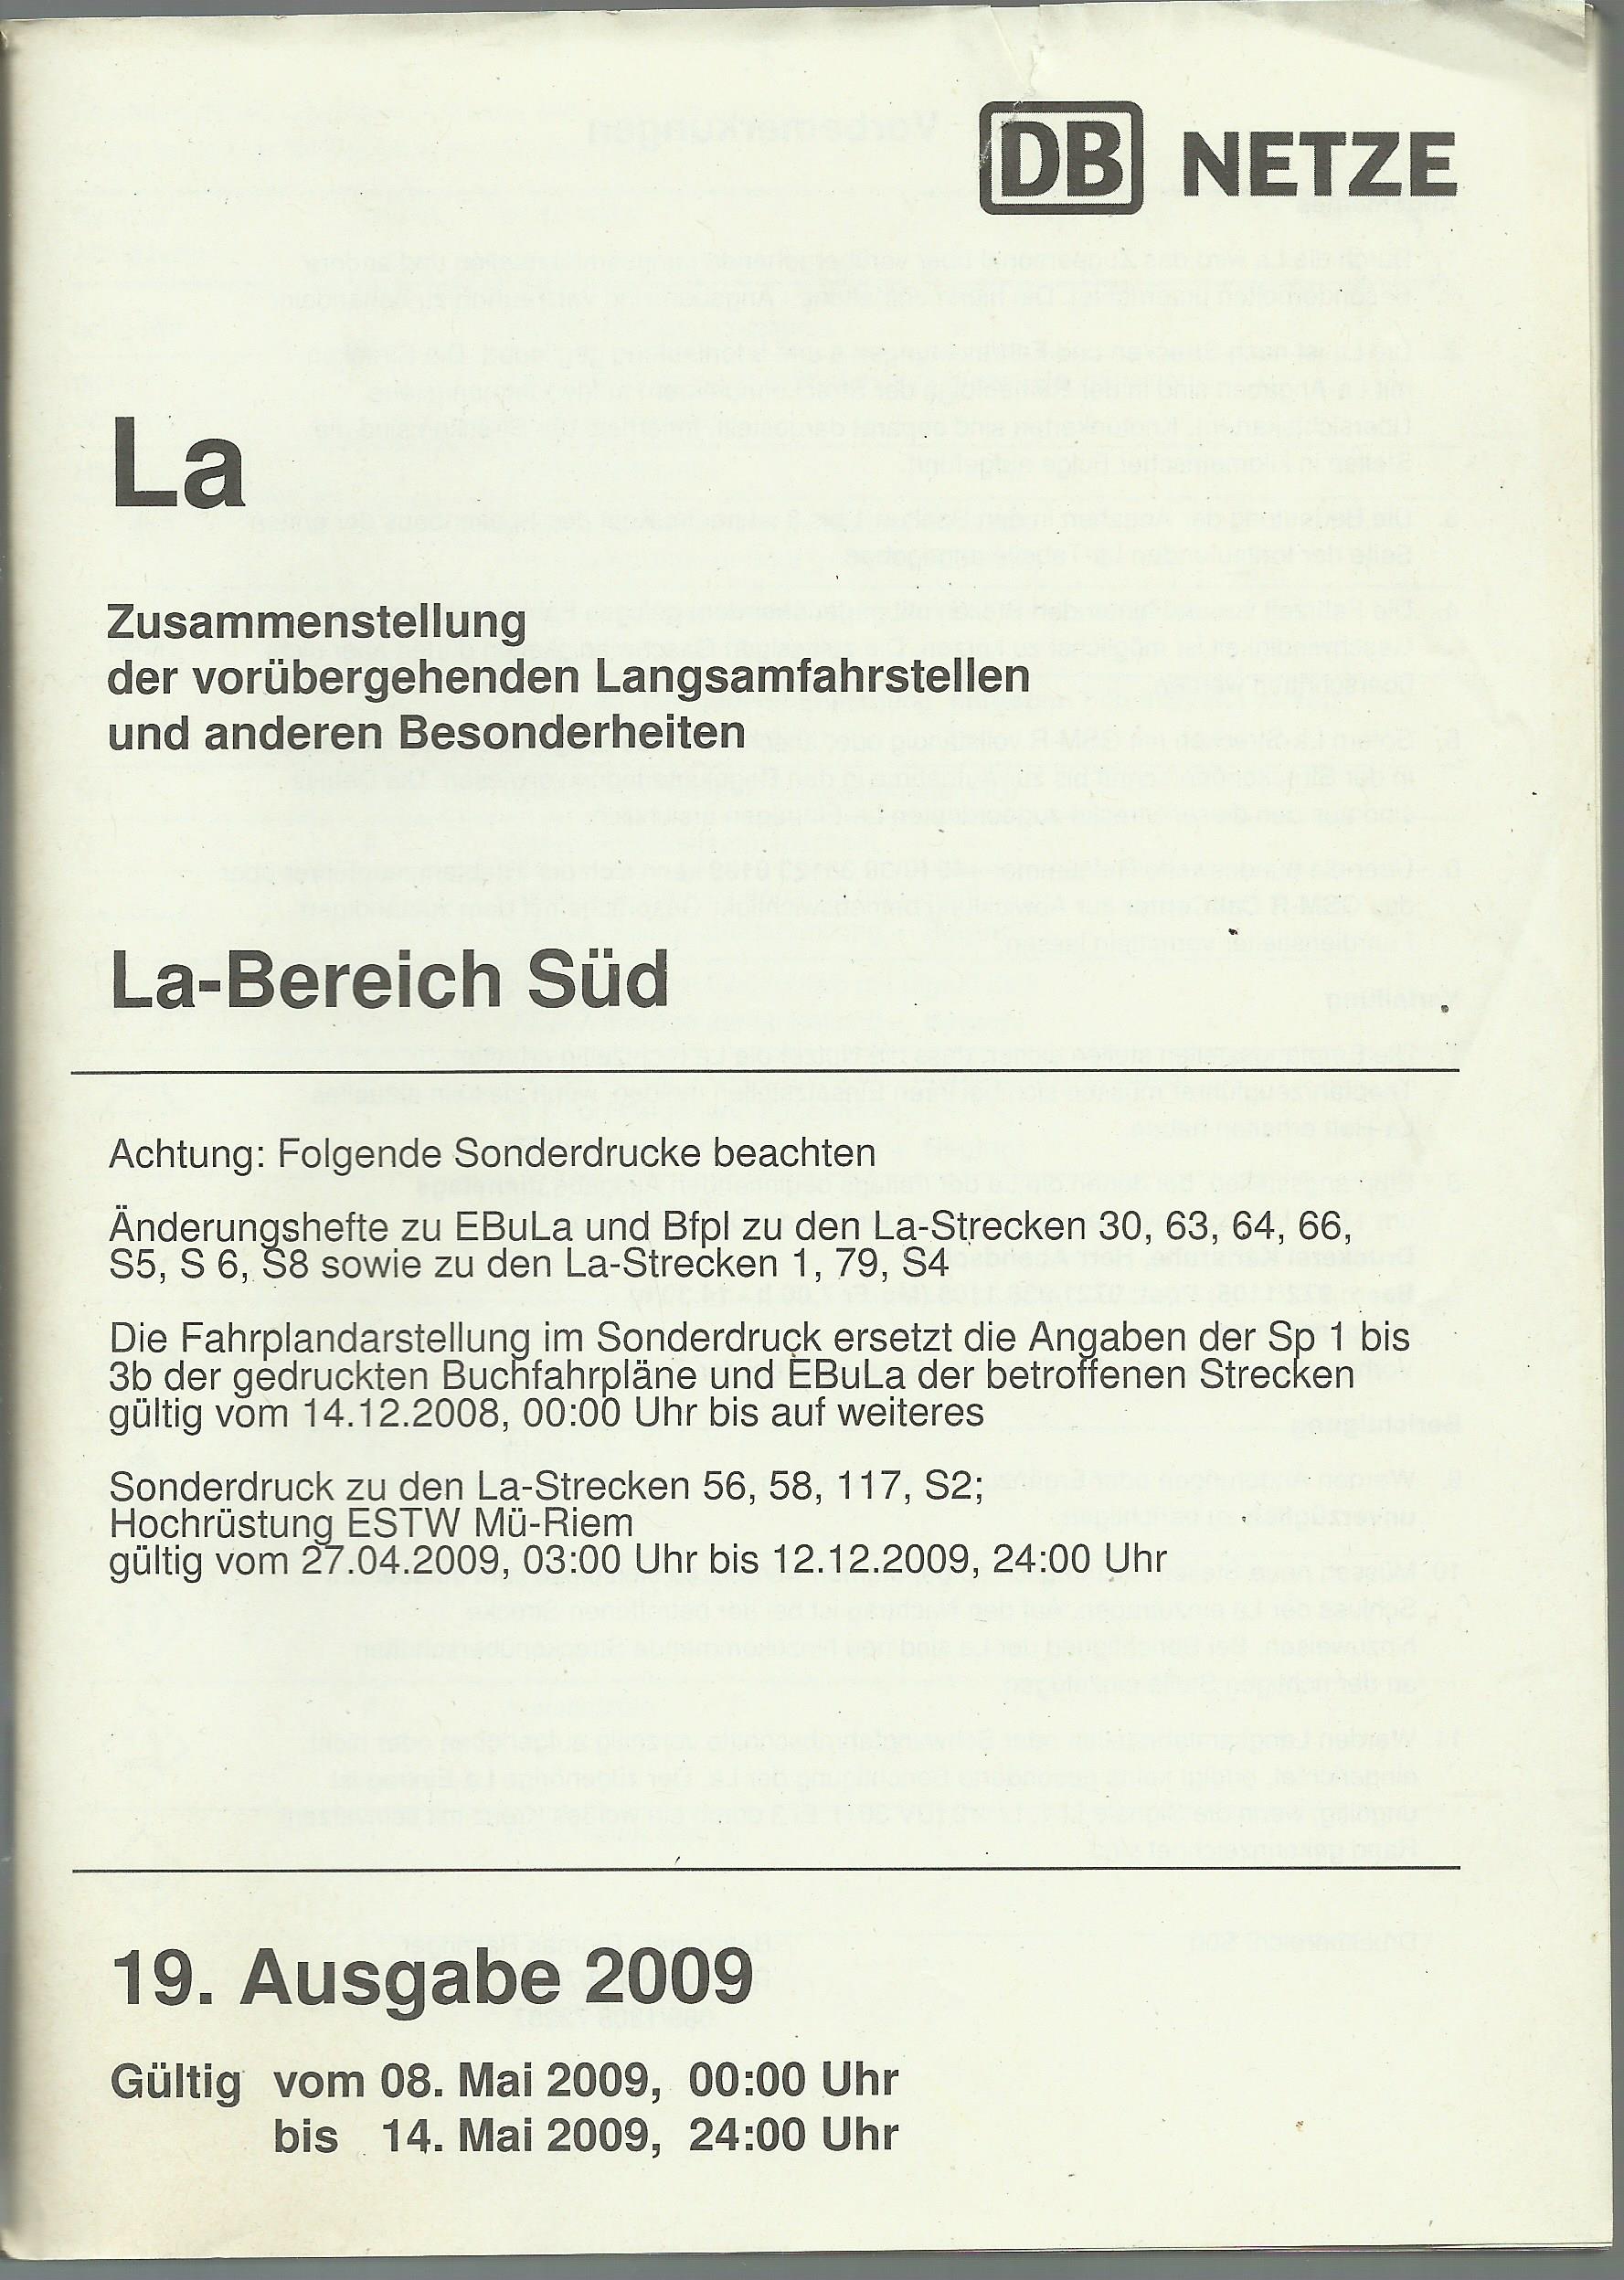 DB NETZE
La
Zusammenstellung
der vorübergehenden Langsamfahrstellen
und anderen Besonderheiten
La-Bereich Süd
Achtung: Folgende Sonderdrucke beachten
Änderungshefte zu EBuLa und Bfpl zu den La-Strecken 30, 63, 64, 66,
S5, S 6, S8 sowie zu den La-Strecken 1, 79, S4
Die Fahrplandarstellung im Sonderdruck ersetzt die Angaben der Sp 1 bis
3b der gedruckten Buchfahrpläne und EBuLa der betroffenen Strecken
gültig vom 14.12.2008, 00:00 Uhr bis auf weiteres
Sonderdruck zu den La-Strecken 56, 58, 117, S2;
Hochrüstung ESTW Mü-Riem
gültig vom 27.04.2009, 03:00 Uhr bis 12.12.2009, 24:00 Uhr
19. Ausgabe 2009
Gültig vom 08. Mai 2009, 00:00 Uhr
bis 14. Mai 2009, 24:00 Uhr